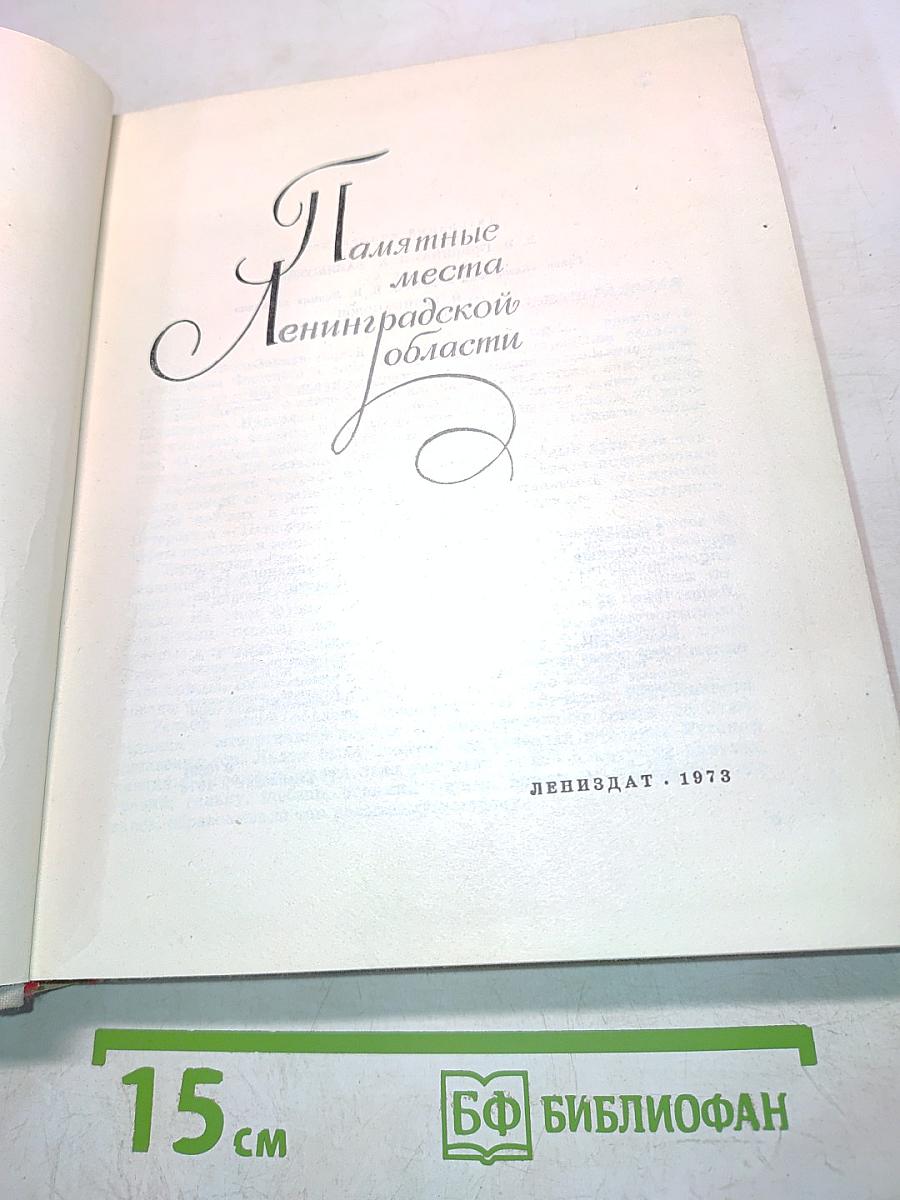 Памятные
места
Ленинградской
области
ЛЕНИЗДАТ · 1973
15 см
БФ БИБЛИОФАН